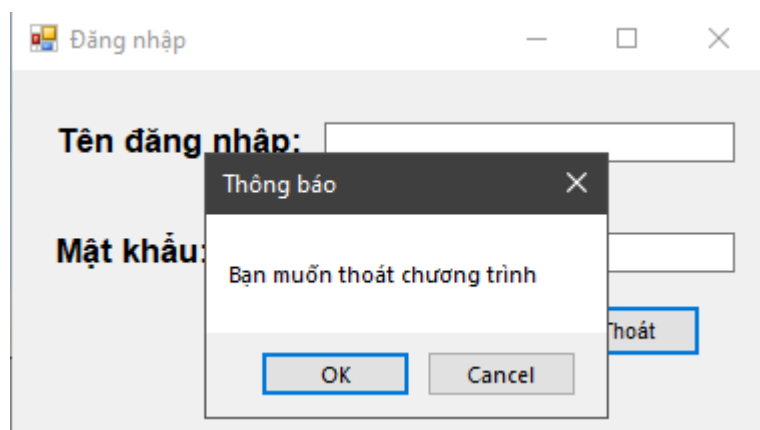 Đăng nhập
Tên đăng nhập:
Thông báo
Mật khẩu:
Bạn muốn thoát chương trình
Thoát
OK Cancel